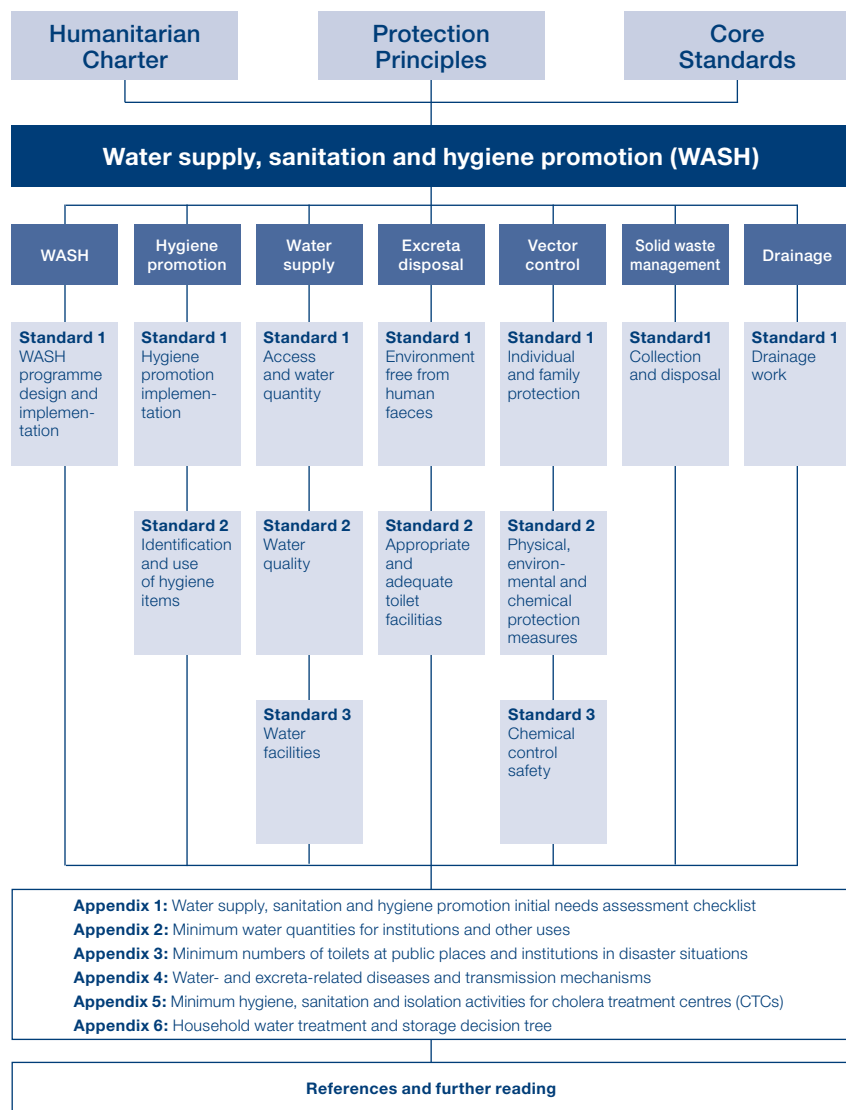 Humanitarian
Charter
Protection
Principles
Core
Standards
Water supply, sanitation and hygiene promotion (WASH)
WASH
Hygiene
promotion
Water
supply
Excreta
disposal
Vector
control
Solid waste
management
Drainage
Standard 1
WASH
programme
design and
implemen-
tation
Standard 1
Hygiene
promotion
implemen-
tation
Standard 1
Access
and water
quantity
Standard 1
Environment
free from
human
faeces
Standard 1
Individual
and family
protection
Standard1
Collection
and disposal
Standard 1
Drainage
work
Standard 2
Identification
and use
of hygiene
items
Standard 2
Water
quality
Standard 2
Appropriate
and
adequate
toilet
facilitias
Standard 2
Physical,
environ-
mental and
chemical
protection
measures
Standard 3
Water
facilities
Standard 3
Chemical
control
safety
Appendix 1: Water supply, sanitation and hygiene promotion initial needs assessment checklist
Appendix 2: Minimum water quantities for institutions and other uses
Appendix 3: Minimum numbers of toilets at public places and institutions in disaster situations
Appendix 4: Water- and excreta-related diseases and transmission mechanisms
Appendix 5: Minimum hygiene, sanitation and isolation activities for cholera treatment centres (CTCs)
Appendix 6: Household water treatment and storage decision tree
References and further reading